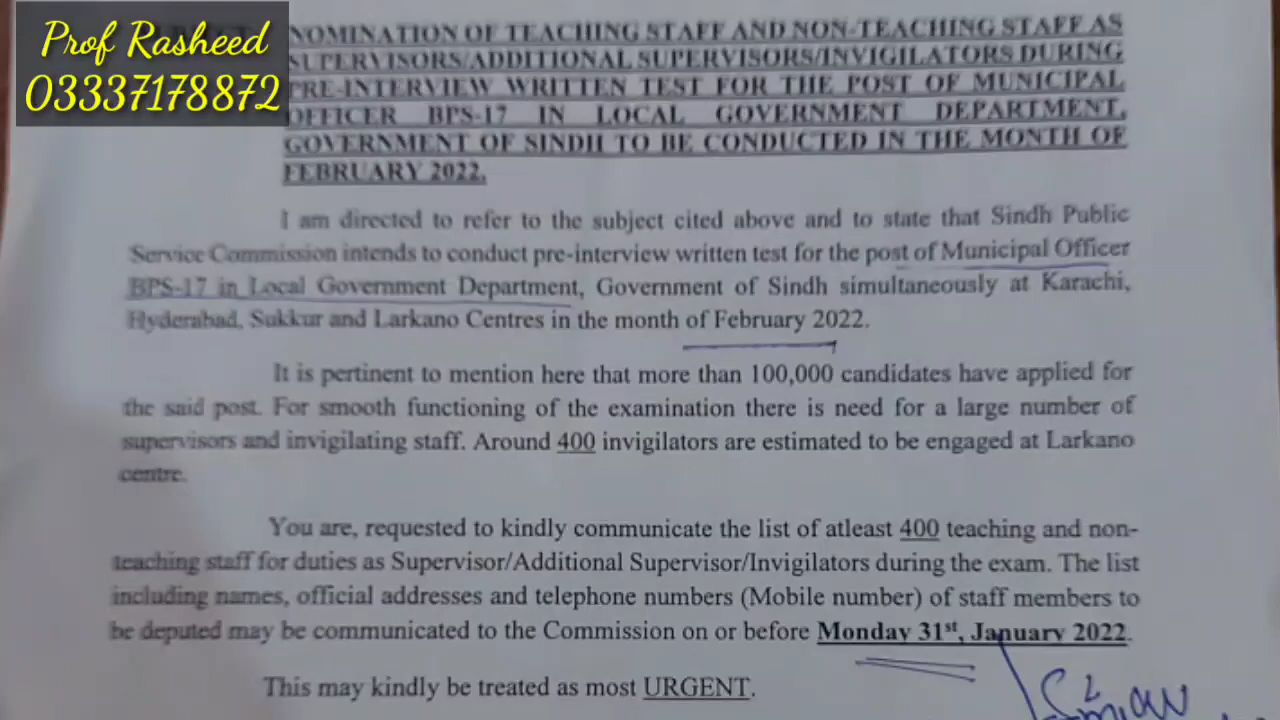 Prof Rasheed
03337178872
NOMINATION OF TEACHING STAFF AND NON-TEACHING STAFF AS
SUPERVISORS/ADDITIONAL SUPERVISORS/INVIGILATORS DURING
PRE-INTERVIEW WRITTEN TEST FOR THE POST OF MUNICIPAL
OFFICER BPS-17 IN LOCAL GOVERNMENT DEPARTMENT,
GOVERNMENT OF SINDH TO BE CONDUCTED IN THE MONTH OF
FEBRUARY 2022.
I am directed to refer to the subject cited above and to state that Sindh Public
Service Commission intends to conduct pre-interview written test for the post of Municipal Officer
BPS-17 in Local Government Department, Government of Sindh simultaneously at Karachi,
Hyderabad, Sukkur and Larkano Centres in the month of February 2022.
It is pertinent to mention here that more than 100,000 candidates have applied for
the said post. For smooth functioning of the examination there is need for a large number of
supervisors and invigilating staff. Around 400 invigilators are estimated to be engaged at Larkano
centre.
You are, requested to kindly communicate the list of atleast 400 teaching and non-
teaching staff for duties as Supervisor/Additional Supervisor/Invigilators during the exam. The list
including names, official addresses and telephone numbers (Mobile number) of staff members to
be deputed may be communicated to the Commission on or before Monday 31st, January 2022.
This may kindly be treated as most URGENT.